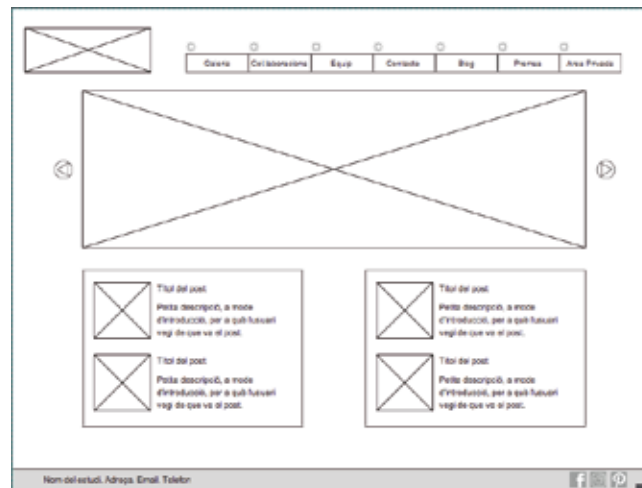 Galeria
Col·laboracions
Equip
Contacte
Blog
Premsa
Area Privada
Títol del post
Petita descripció, a mode
d'introducció, per a què l'usuari
vegi de que va el post.
Títol del post
Petita descripció, a mode
d'introducció, per a què l'usuari
vegi de que va el post.
Títol del post
Petita descripció, a mode
d'introducció, per a què l'usuari
vegi de que va el post.
Títol del post
Petita descripció, a mode
d'introducció, per a què l'usuari
vegi de que va el post.
Nom del estudi. Adreça. Email. Telefon